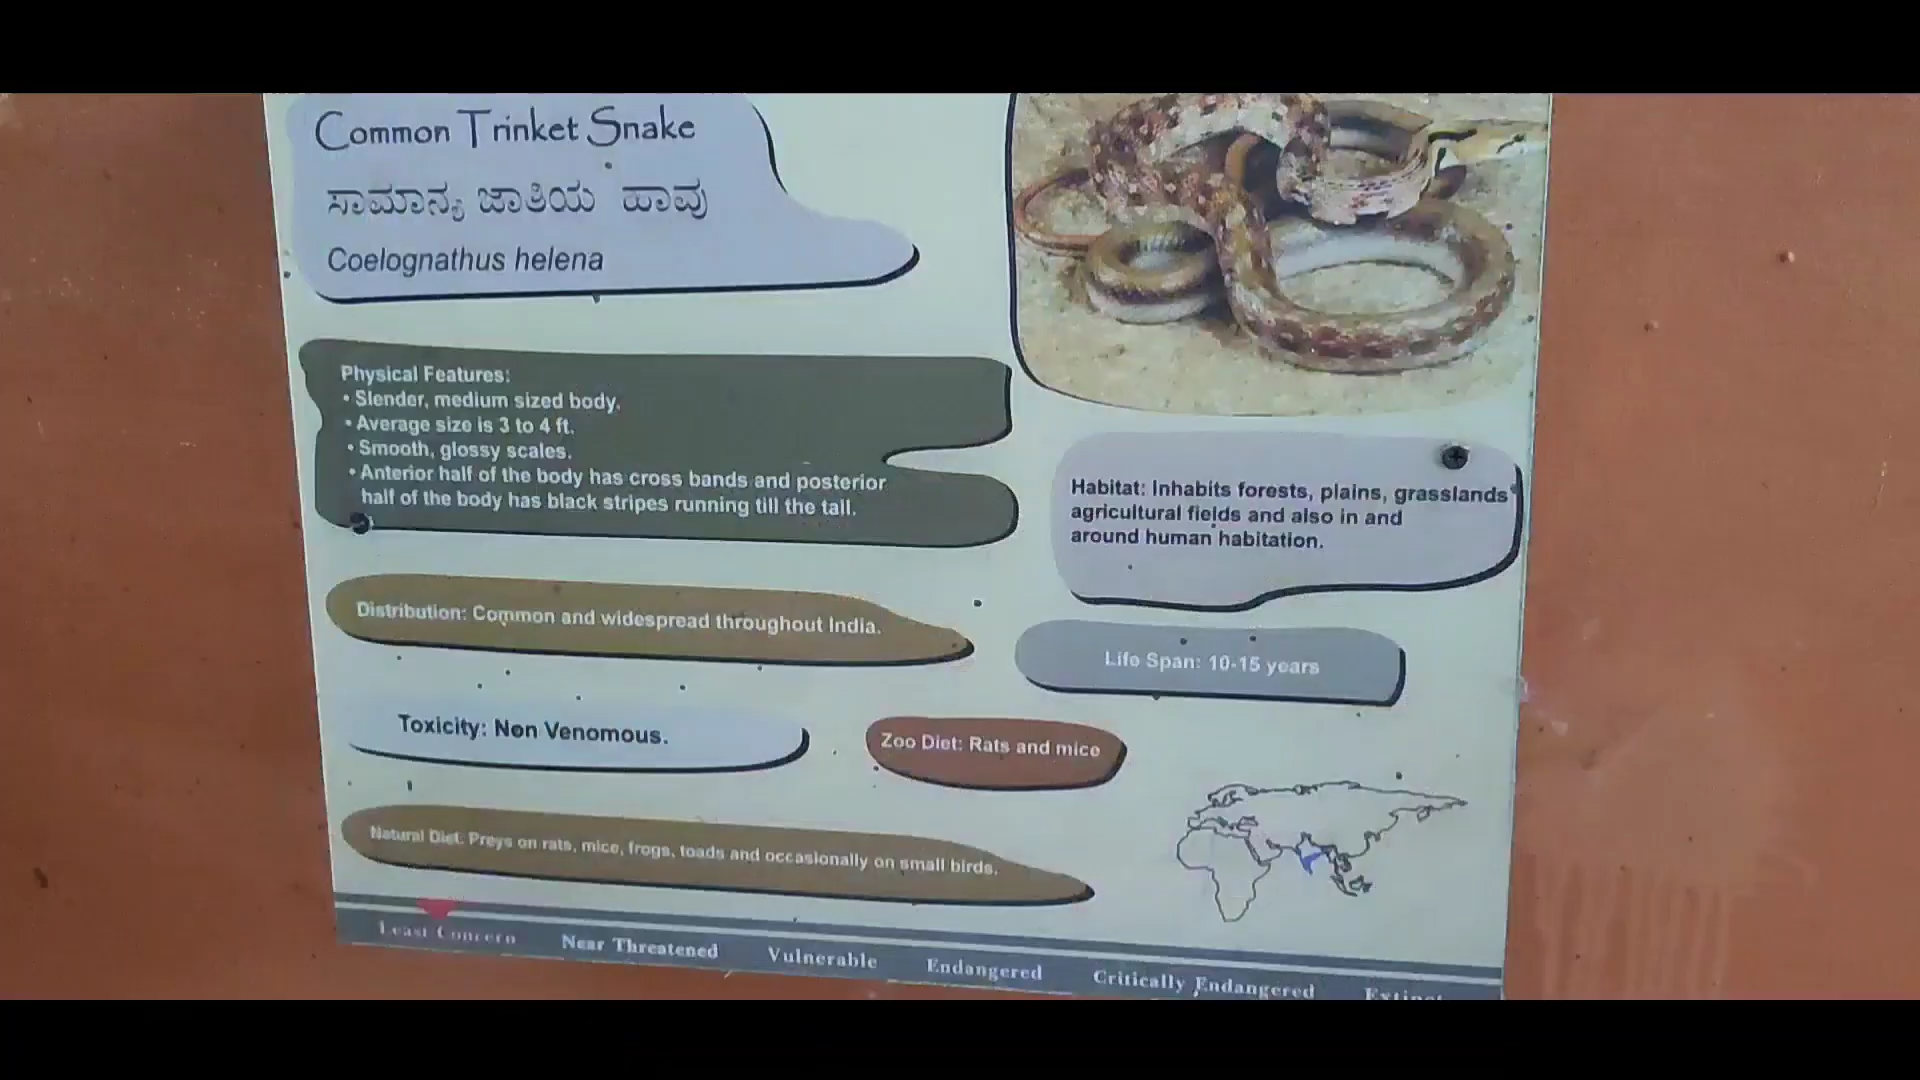 Common Trinket Snake
ಸಾಮಾನ್ಯ ಜಾತಿಯ ಹಾವು
Coelognathus helena
Physical Features:
• Slender, medium sized body.
• Average size is 3 to 4 ft.
• Smooth, glossy scales.
• Anterior half of the body has cross bands and posterior
half of the body has black stripes running till the tail.
Habitat: Inhabits forests, plains, grasslands
agricultural fields and also in and
around human habitation.
Distribution: Common and widespread throughout India.
Life Span: 10-15 years
Toxicity: Non Venomous.
Zoo Diet: Rats and mice
Natural Diet: Preys on rats, mice, frogs, toads and occasionally on small birds.
Least Concern Near Threatened Vulnerable Endangered Critically Endangered Extinct